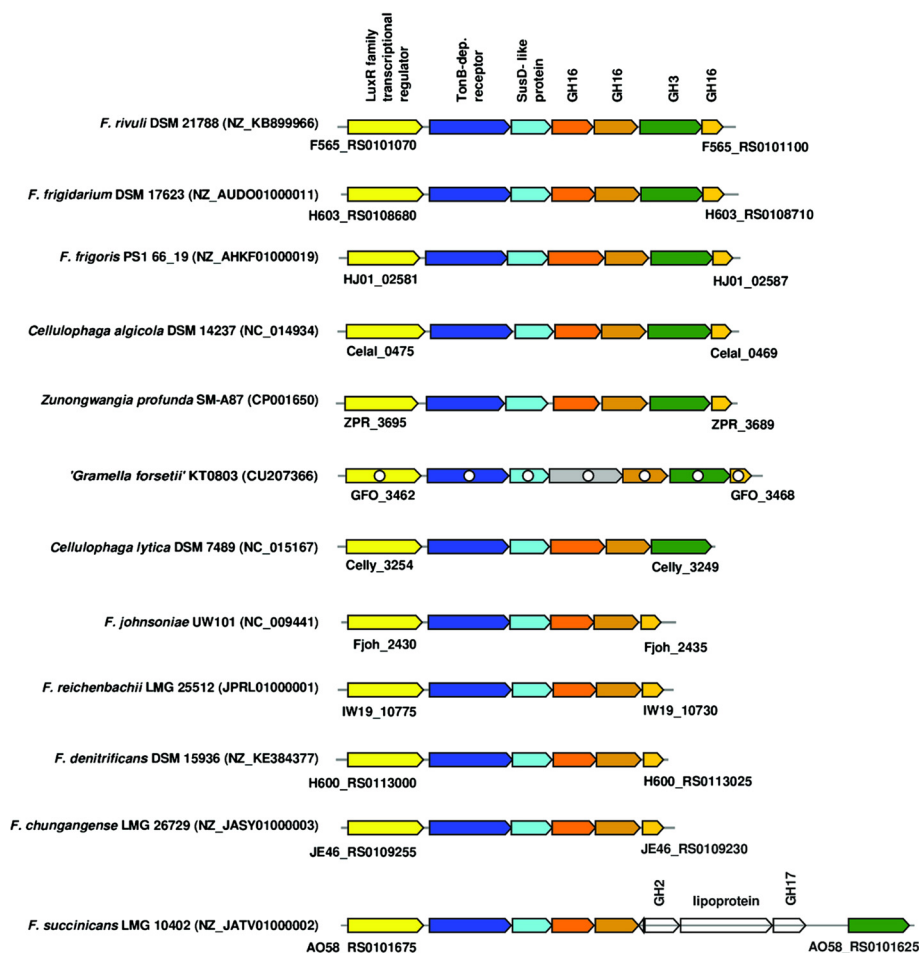 LuxR family
transcriptional
regulator
TonB-dep.
receptor
SusD- like
protein
GH16
GH16
GH3
GH16
F. rivuli DSM 21788 (NZ_KB899966)
F565_RS0101070
F565_RS0101100
F. frigidarium DSM 17623 (NZ_AUDO01000011)
H603_RS0108680
H603_RS0108710
F. frigoris PS1 66_19 (NZ_AHKF01000019)
HJ01_02581
HJ01_02587
Cellulophaga algicola DSM 14237 (NC_014934)
Celal_0475
Celal_0469
Zunongwangia profunda SM-A87 (CP001650)
ZPR_3695
ZPR_3689
'Gramella forsetii' KT0803 (CU207366)
GFO_3462
GFO_3468
Cellulophaga lytica DSM 7489 (NC_015167)
Celly_3254
Celly_3249
F. johnsoniae UW101 (NC_009441)
Fjoh_2430
Fjoh_2435
F. reichenbachii LMG 25512 (JPRL01000001)
IW19_10775
IW19_10730
F. denitrificans DSM 15936 (NZ_KE384377)
H600_RS0113000
H600_RS0113025
F. chungangense LMG 26729 (NZ_JASY01000003)
JE46_RS0109255
JE46_RS0109230
GH2
lipoprotein
GH17
F. succinicans LMG 10402 (NZ_JATV01000002)
AO58_RS0101675
AO58_RS0101625